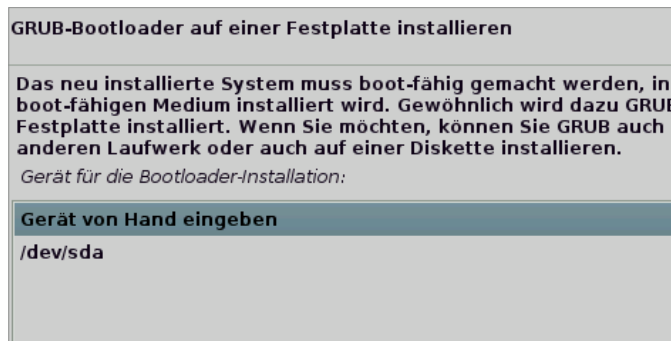 GRUB-Bootloader auf einer Festplatte installieren
Das neu installierte System muss boot-fähig gemacht werden, in
boot-fähigen Medium installiert wird. Gewöhnlich wird dazu GRUB
Festplatte installiert. Wenn Sie möchten, können Sie GRUB auch
anderen Laufwerk oder auch auf einer Diskette installieren.
Gerät für die Bootloader-Installation:
Gerät von Hand eingeben
/dev/sda